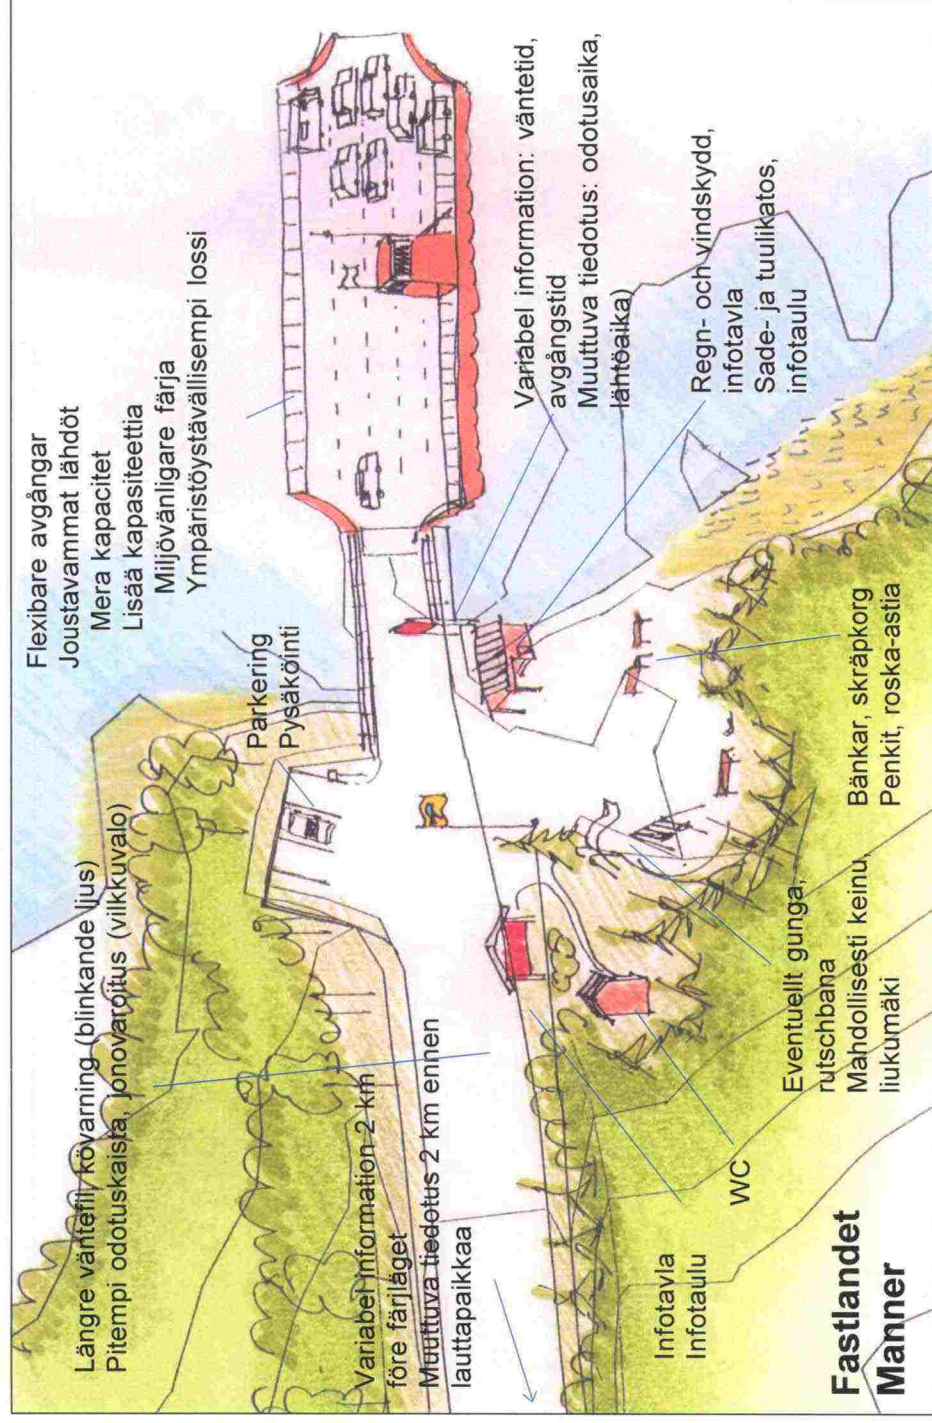 Flexibare avgångar
Joustavammat lähdöt
Mera kapacitet
Lisää kapasiteettia
Miljövänligare färja
Ympäristöystävällisempi lossi
Längre väntefil, kövarning (blinkande ljus)
Pitempi odotuskaista, jonovaroitus (vilkkuvalo)
Parkering
Pysäköinti
Variabel information 2 km
före färjläget
Muuttuva tiedotus 2 km ennen
lauttapaikkaa
Variabel information: väntetid,
avgångstid
Muuttuva tiedotus: odotusaika,
lähtöaika)
Regn- och vindskydd,
infotavla
Sade- ja tuulikatos,
infotaulu
Bänkar, skräpkorg
Penkit, roska-astia
Eventuellt gunga,
rutschbana
Mahdollisesti keinu,
liukumäki
WC
Infotavla
Infotaulu
Fastlandet
Manner